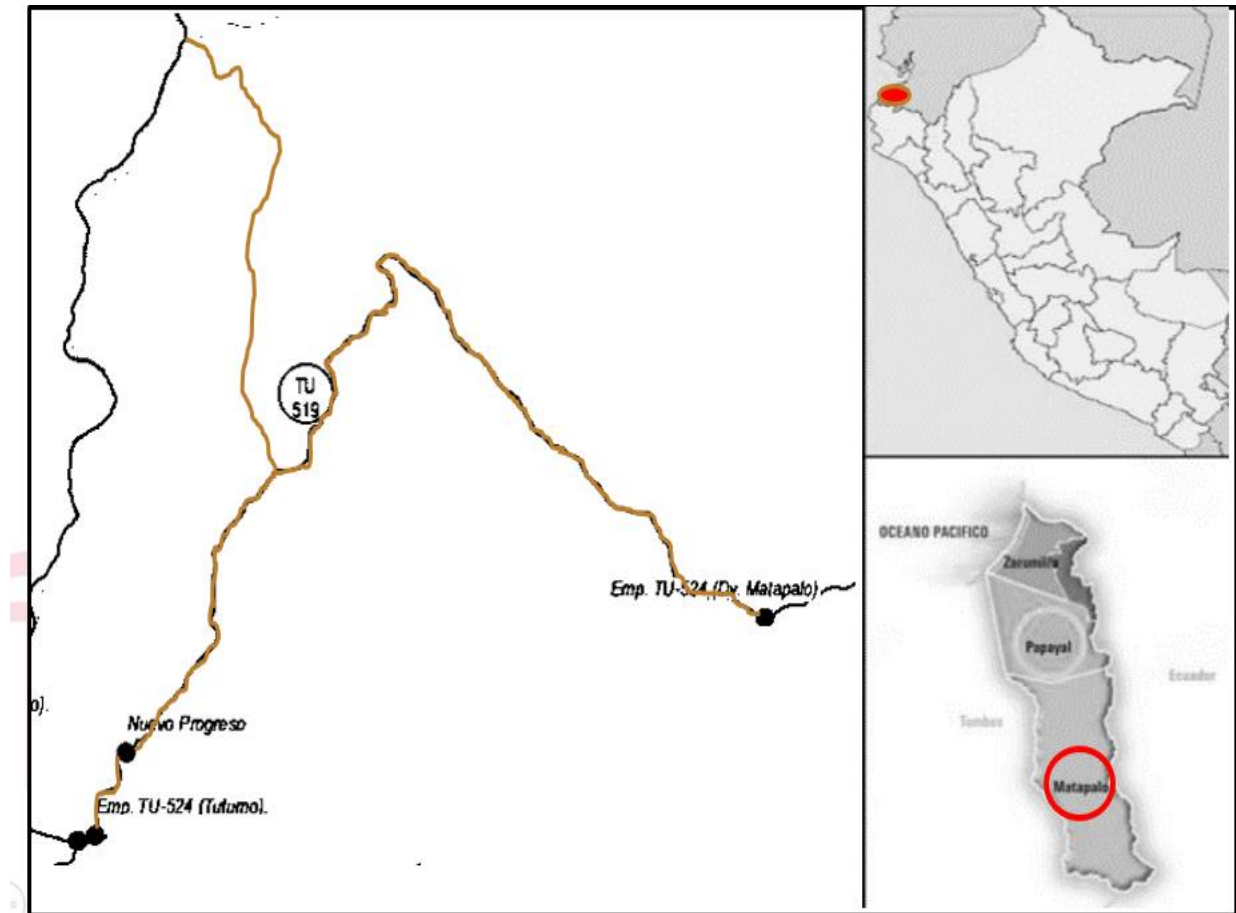 TU
519
Emp. TU-524 (Dv. Matapalo)
o).
Nuevo Progreso
Emp. TU-524 (Tutumo).
OCEANO PACIFICO
Zarumilla
Papayal
Ecuador
Tumbes
Matapalo